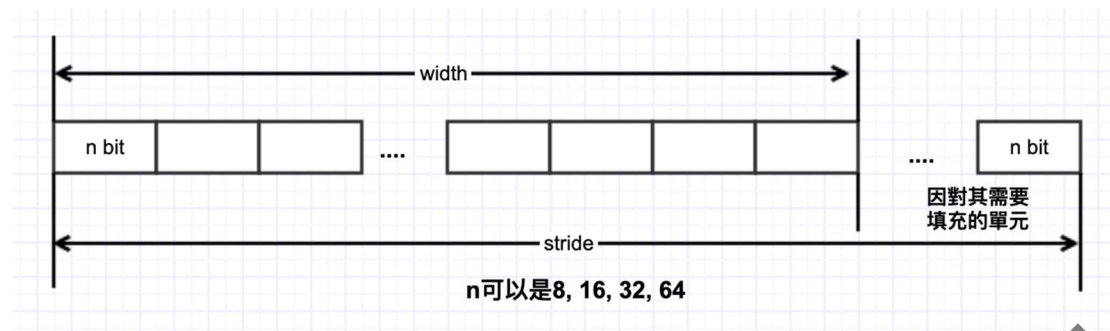 width
n bit
....
....
n bit
因對其需要
填充的單元
stride
n可以是8, 16, 32, 64